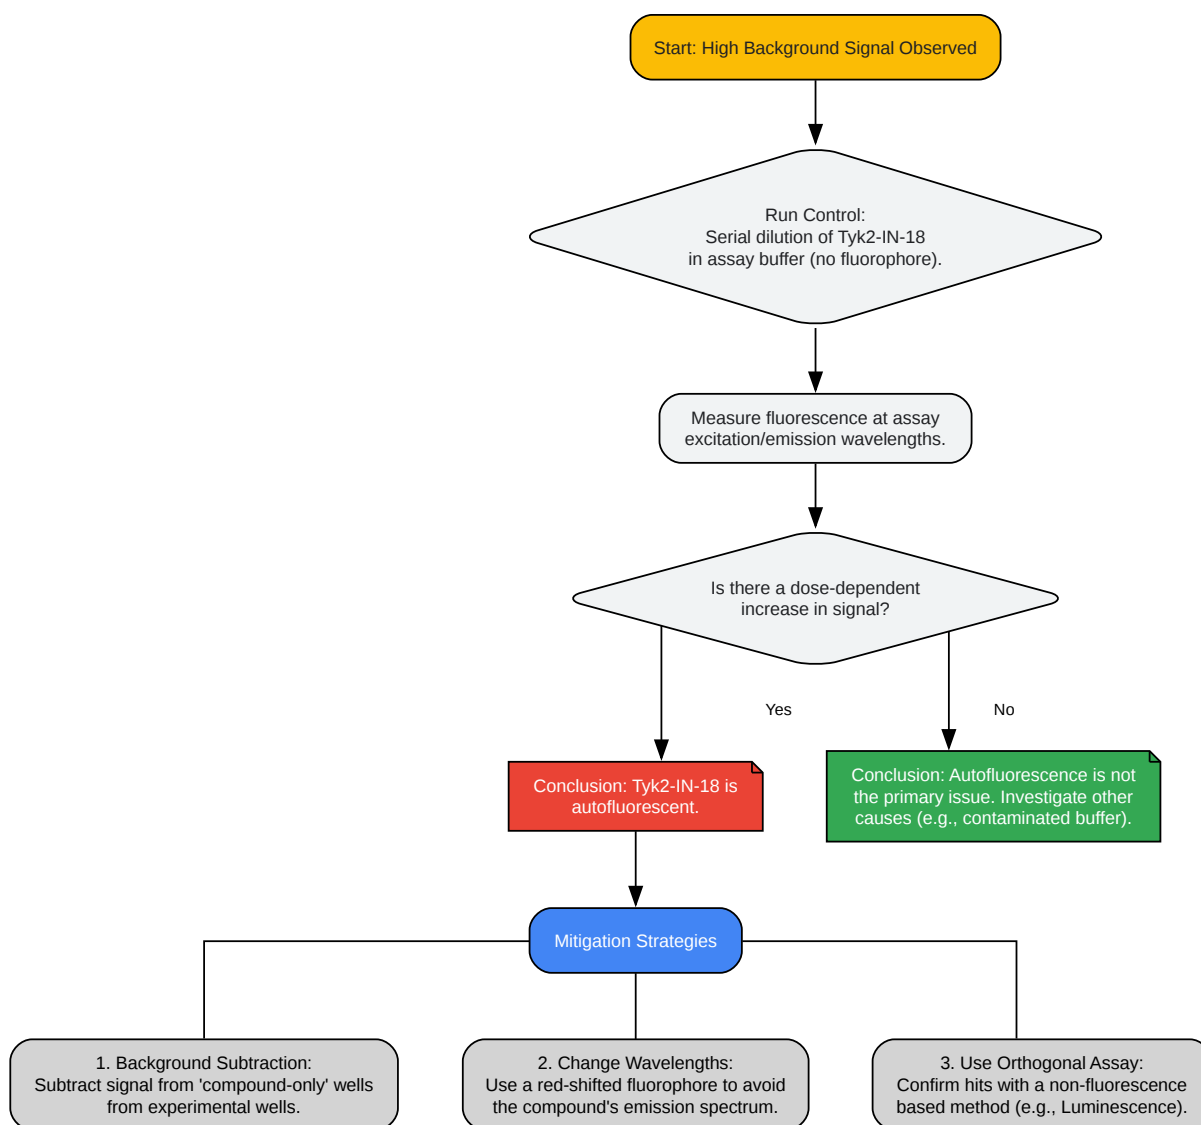 Start: High Background Signal Observed
Run Control:
Serial dilution of Tyk2-IN-18
in assay buffer (no fluorophore).
Measure fluorescence at assay
excitation/emission wavelengths.
Is there a dose-dependent
increase in signal?
Yes
No
Conclusion: Tyk2-IN-18 is
autofluorescent.
Conclusion: Autofluorescence is not
the primary issue. Investigate other
causes (e.g., contaminated buffer).
Mitigation Strategies
1. Background Subtraction:
Subtract signal from 'compound-only' wells
from experimental wells.
2. Change Wavelengths:
Use a red-shifted fluorophore to avoid
the compound's emission spectrum.
3. Use Orthogonal Assay:
Confirm hits with a non-fluorescence
based method (e.g., Luminescence).